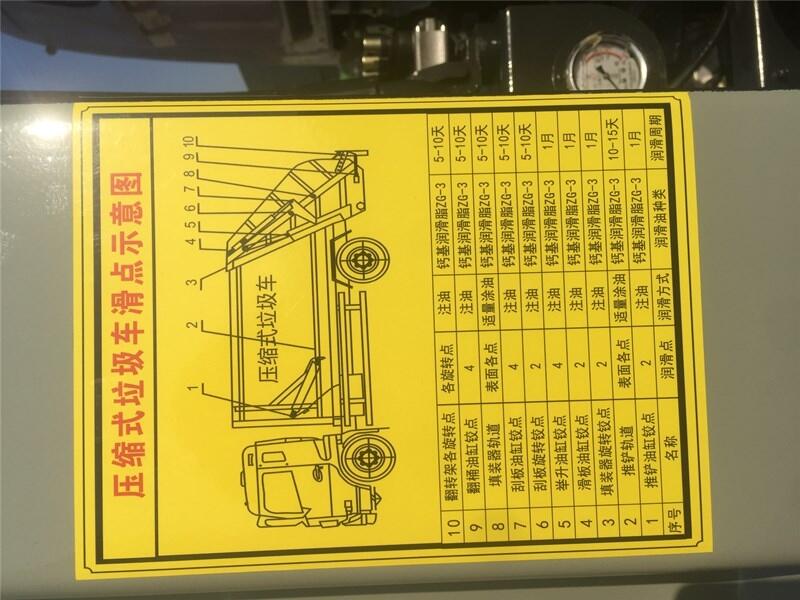 压缩式垃圾车滑点示意图
1 2 3 4 5 6 7 8 9 10
压缩式垃圾车
10 翻转架各旋转点 各旋转点 注油 钙基润滑脂ZG-3 5-10天
9 翻桶油缸铰点 4 注油 钙基润滑脂ZG-3 5-10天
8 填装器轨道 表面各点 适量涂油 钙基润滑脂ZG-3 5-10天
7 刮板油缸铰点 4 注油 钙基润滑脂ZG-3 5-10天
6 刮板旋转铰点 2 注油 钙基润滑脂ZG-3 5-10天
5 举升油缸铰点 4 注油 钙基润滑脂ZG-3 1月
4 滑板油缸铰点 2 注油 钙基润滑脂ZG-3 1月
3 填装器旋转铰点 2 注油 钙基润滑脂ZG-3 1月
2 推铲轨道 表面各点 适量涂油 钙基润滑脂ZG-3 10-15天
1 推铲油缸铰点 2 注油 钙基润滑脂ZG-3 1月
序号 名称 润滑点 润滑方式 润滑油种类 润滑周期